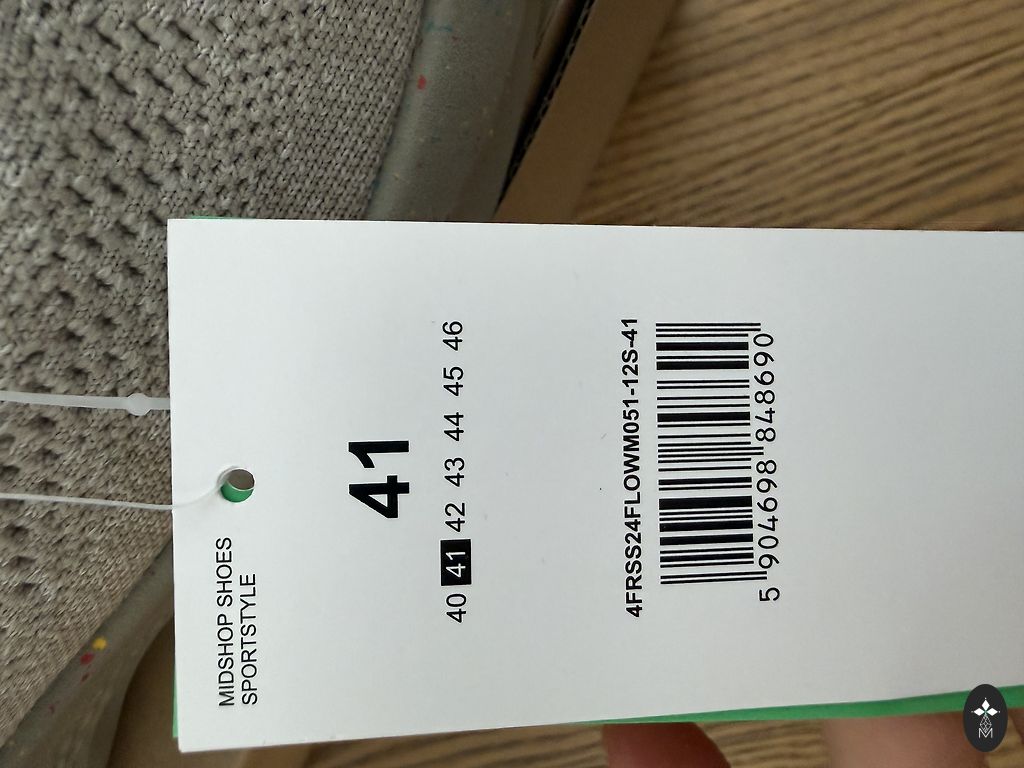 MIDSHOP SHOES
SPORTSTYLE
41
40 41 42 43 44 45 46
4FRSS24FLOWM051-12S-41
5 904698 848690
M